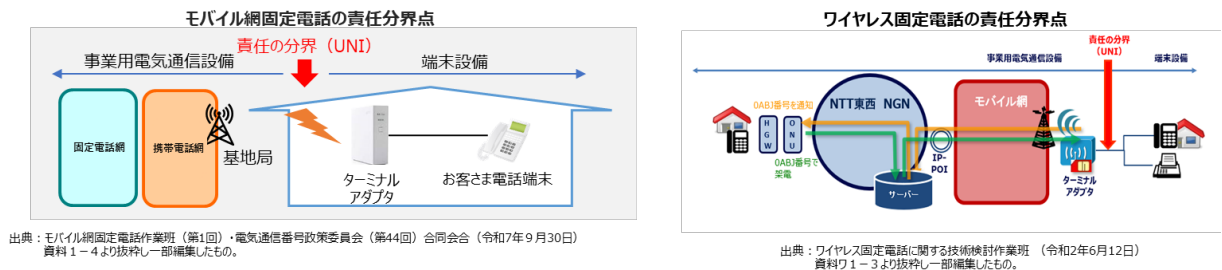 モバイル網固定電話の責任分界点
責任の分界（UNI）
事業用電気通信設備
端末設備
固定電話網
携帯電話網
基地局
ターミナル
アダプタ
お客さま電話端末
出典：モバイル網固定電話作業班（第1回）・電気通信番号政策委員会（第44回）合同会合（令和7年９月30日）
資料１－４より抜粋し一部編集したもの。
ワイヤレス固定電話の責任分界点
責任の分界
（UNI）
事業用電気通信設備
端末設備
NTT東西 NGN
モバイル網
0ABJ番号を通知
HGW
ONU
0ABJ番号で
架電
IP-
POI
サーバー
ターミナル
アダプタ
出典：ワイヤレス固定電話に関する技術検討作業班 （令和2年6月12日）
資料ワ１－３より抜粋し一部編集したもの。